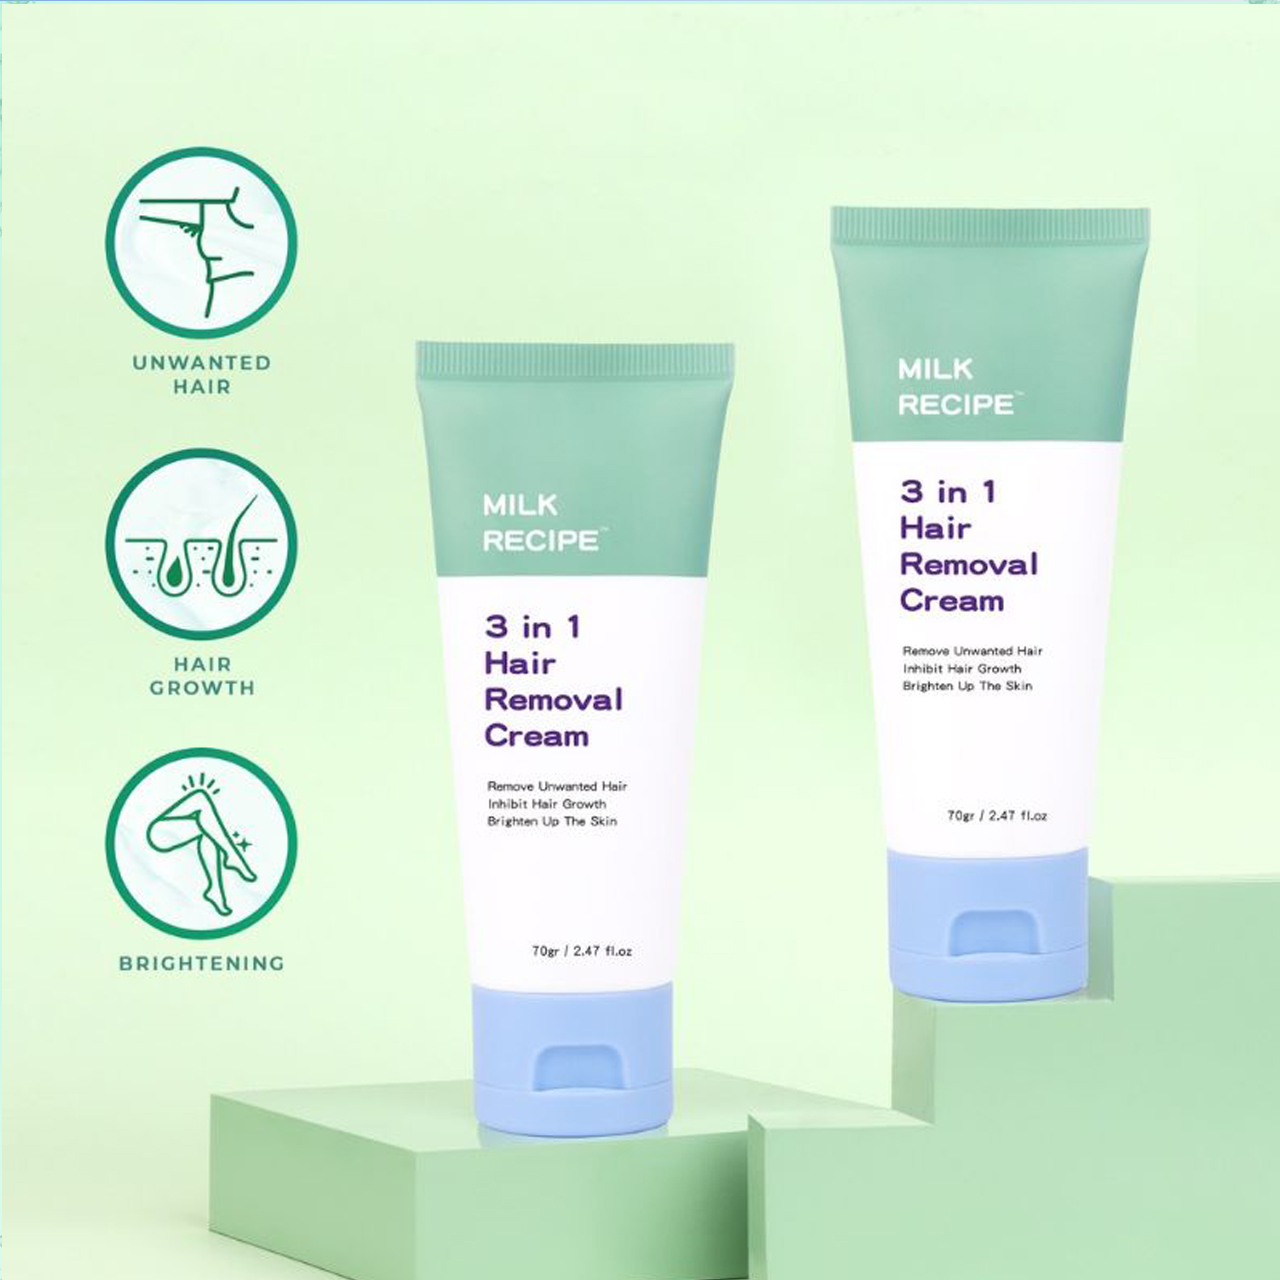 UNWANTED
HAIR
HAIR
GROWTH
BRIGHTENING
MILK
RECIPE™
3 in 1
Hair
Removal
Cream
Remove Unwanted Hair
Inhibit Hair Growth
Brighten Up The Skin
70gr / 2.47 fl.oz
MILK
RECIPE™
3 in 1
Hair
Removal
Cream
Remove Unwanted Hair
Inhibit Hair Growth
Brighten Up The Skin
70gr / 2.47 fl.oz